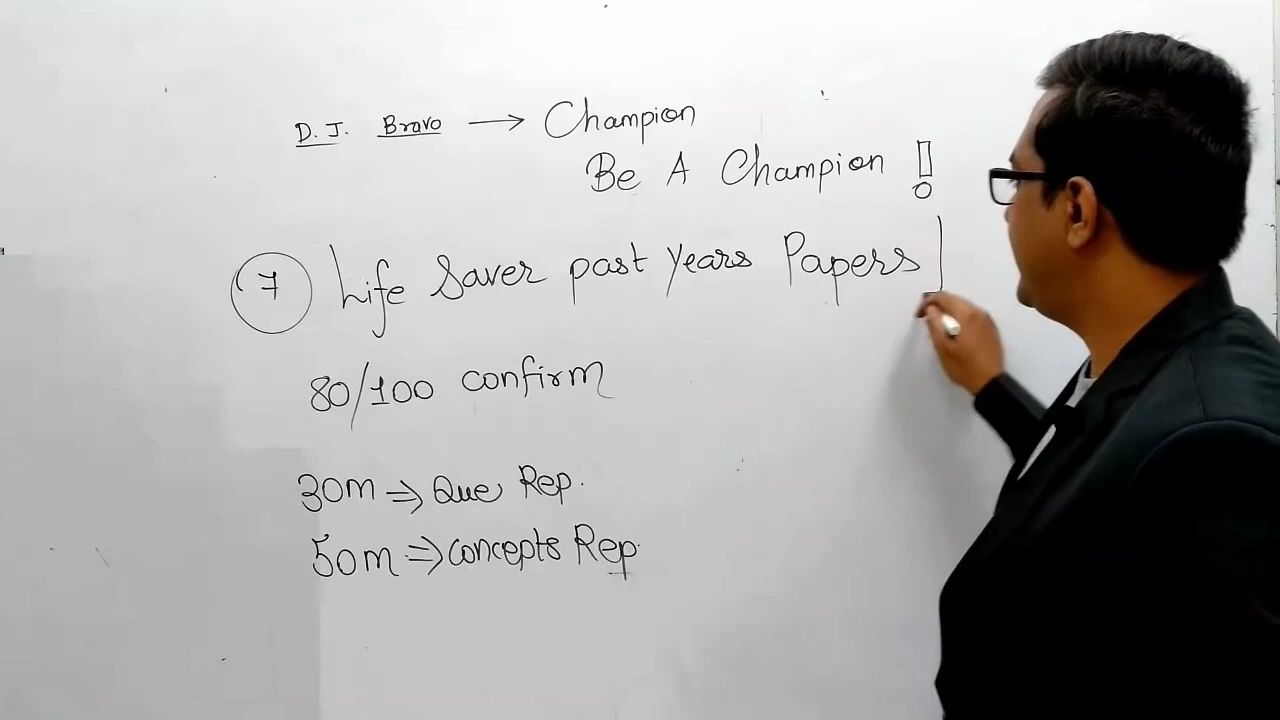 D. J. Bravo → Champion
Be A Champion !
7 Life Saver past years Papers
80/100 confirm
30m ⇒ Que Rep.
50m ⇒ concepts Rep.